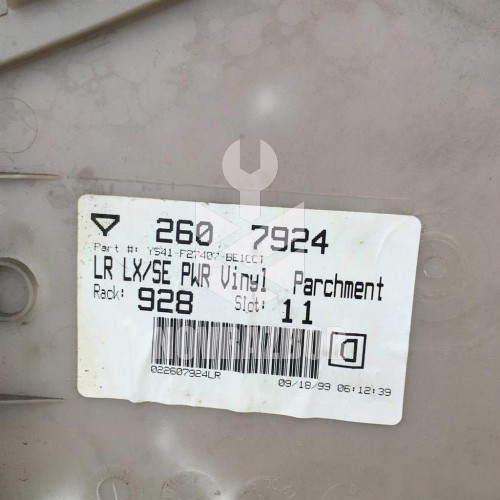 260 7924
Part #: YS41-F27407-BE1CC1
LR LX/SE PWR Vinyl Parchment
Rack: 928 Slot: 11
022607924LR
09/18/99 06:12:39